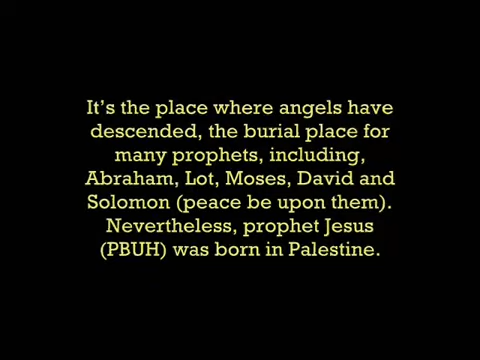 It's the place where angels have
descended, the burial place for
many prophets, including,
Abraham, Lot, Moses, David and
Solomon (peace be upon them).
Nevertheless, prophet Jesus
(PBUH) was born in Palestine.